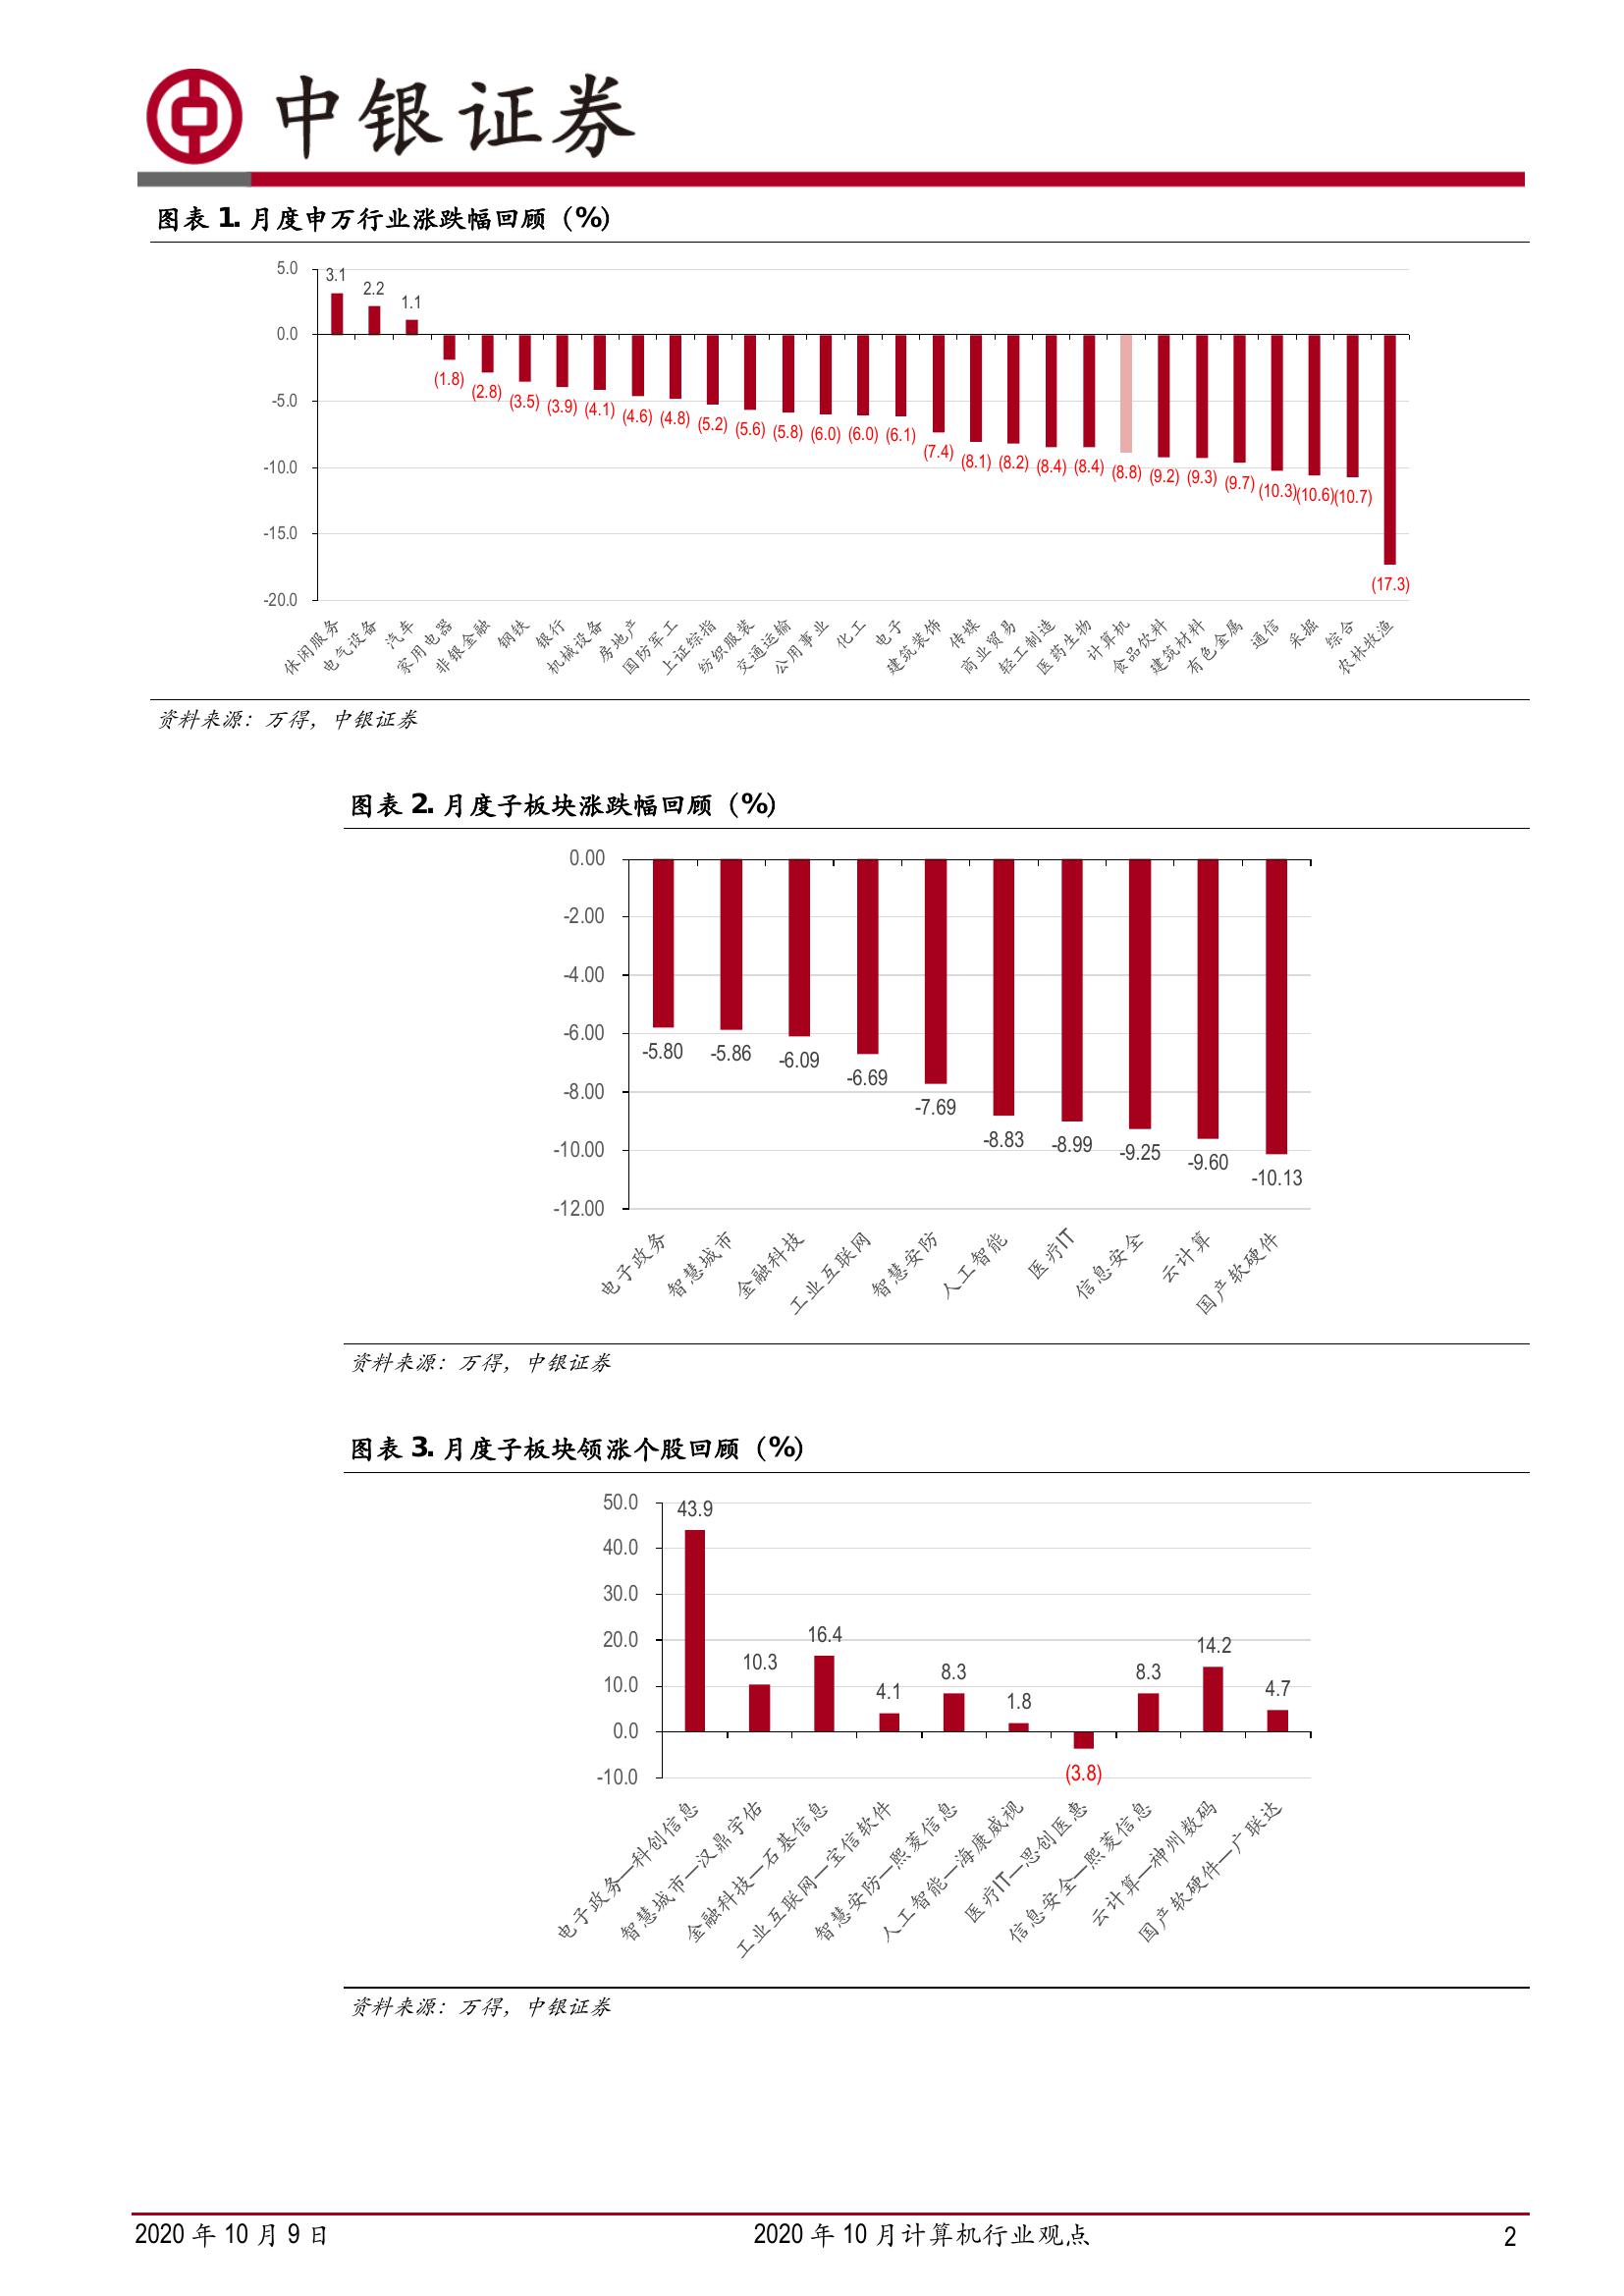 中银证券
图表 1. 月度申万行业涨跌幅回顾（%）
5.0
0.0
-5.0
-10.0
-15.0
-20.0
3.1
2.2
1.1
(1.8)
(2.8)
(3.5)
(3.9)
(4.1)
(4.6)
(4.8)
(5.2)
(5.6)
(5.8)
(6.0)
(6.0)
(6.1)
(7.4)
(8.1)
(8.2)
(8.4)
(8.4)
(8.8)
(9.2)
(9.3)
(9.7)
(10.3)
(10.6)
(10.7)
(17.3)
休闲服务
电气设备
汽车
家用电器
非银金融
钢铁
银行
机械设备
房地产
国防军工
上证综指
纺织服装
交通运输
公用事业
化工
电子
建筑装饰
传媒
商业贸易
轻工制造
医药生物
计算机
食品饮料
建筑材料
有色金属
通信
采掘
综合
农林牧渔
资料来源：万得，中银证券
图表 2. 月度子板块涨跌幅回顾（%）
0.00
-2.00
-4.00
-6.00
-8.00
-10.00
-12.00
-5.80
-5.86
-6.09
-6.69
-7.69
-8.83
-8.99
-9.25
-9.60
-10.13
电子政务
智慧城市
金融科技
工业互联网
智慧安防
人工智能
医疗IT
信息安全
云计算
国产软硬件
资料来源：万得，中银证券
图表 3. 月度子板块领涨个股回顾（%）
50.0
40.0
30.0
20.0
10.0
0.0
-10.0
43.9
10.3
16.4
4.1
8.3
1.8
(3.8)
8.3
14.2
4.7
电子政务—科创信息
智慧城市—汉鼎宇佑
金融科技—石基信息
工业互联网—宝信软件
智慧安防—熙菱信息
人工智能—海康威视
医疗IT—思创医惠
信息安全—熙菱信息
云计算—神州数码
国产软硬件—广联达
资料来源：万得，中银证券
2020 年 10 月 9 日
2020 年 10 月计算机行业观点
2